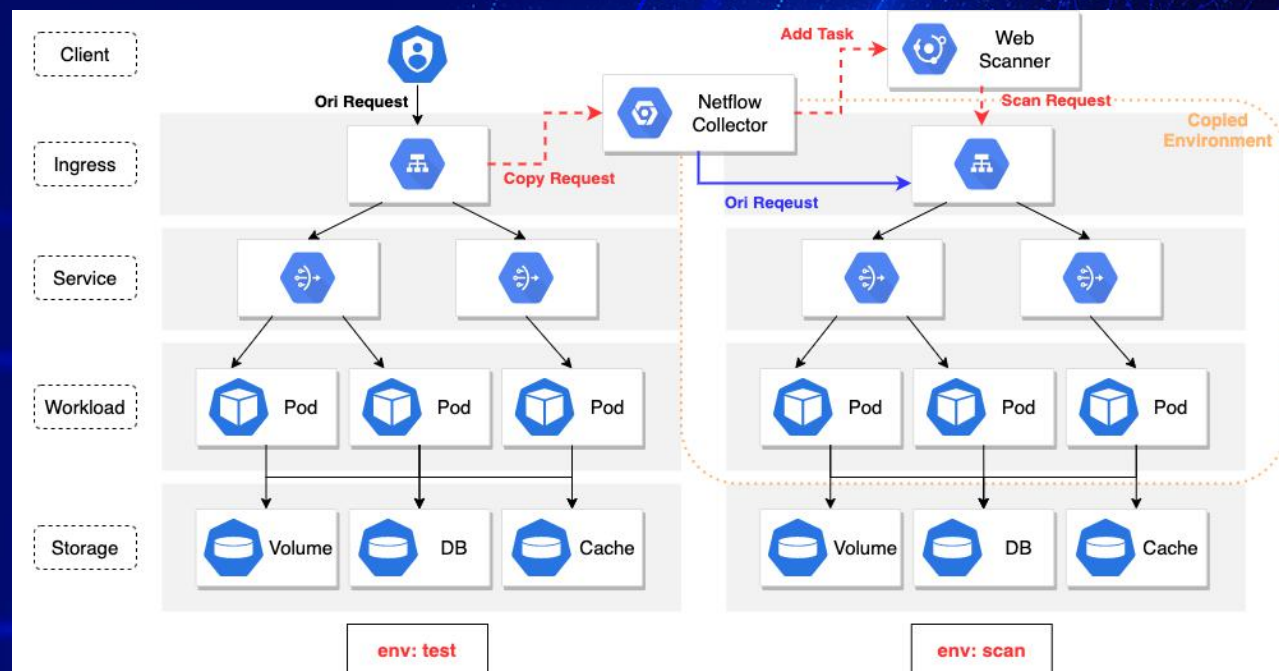 Client
Ori Request
Netflow
Collector
Add Task
Web
Scanner
Scan Request
Copied
Environment
Ingress
Copy Request
Ori Reqeust
Service
Workload
Pod
Pod
Pod
Pod
Pod
Pod
Storage
Volume
DB
Cache
Volume
DB
Cache
env: test
env: scan